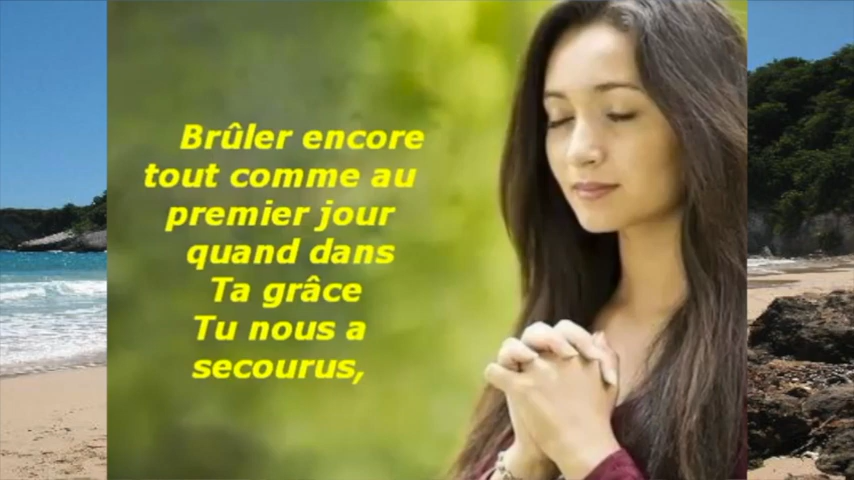 Brûler encore
tout comme au
premier jour
quand dans
Ta grâce
Tu nous a
secourus,